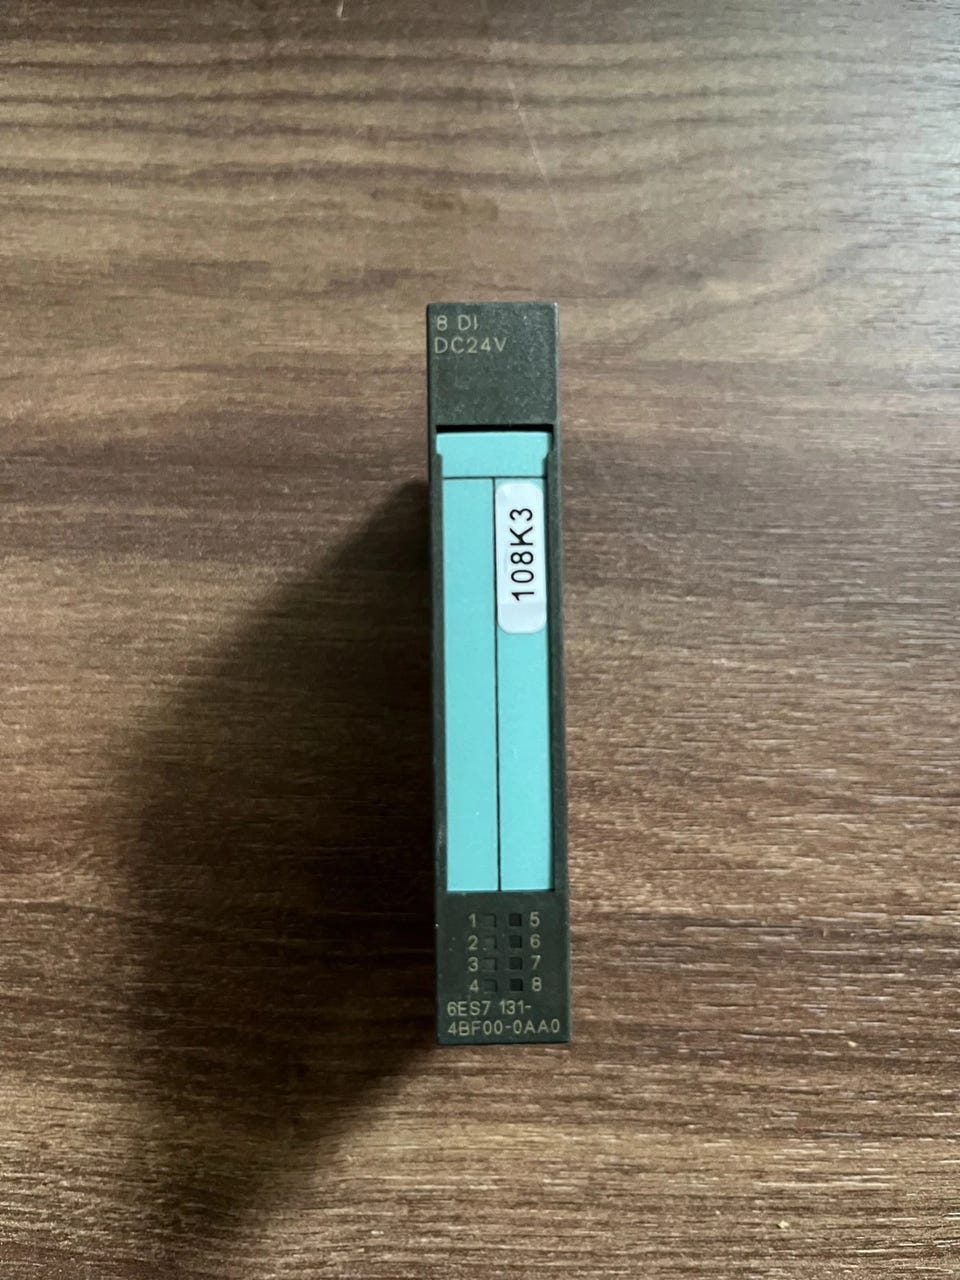 8 DI
DC24V
108K3
1 5
2 6
3 7
4 8
6ES7 131-
4BF00-0AA0